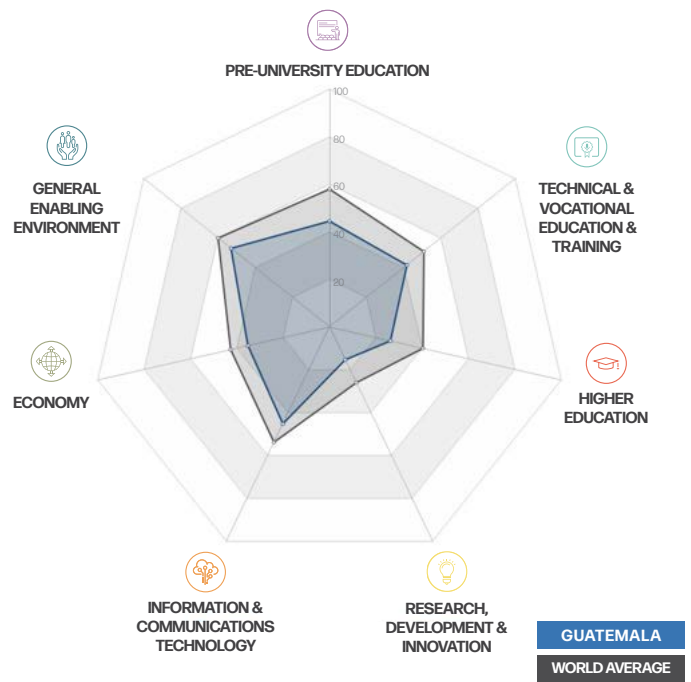 PRE-UNIVERSITY EDUCATION
100
80
60
40
20
GENERAL
ENABLING
ENVIRONMENT
TECHNICAL &
VOCATIONAL
EDUCATION &
TRAINING
ECONOMY
HIGHER
EDUCATION
INFORMATION &
COMMUNICATIONS
TECHNOLOGY
RESEARCH,
DEVELOPMENT &
INNOVATION
GUATEMALA
WORLD AVERAGE